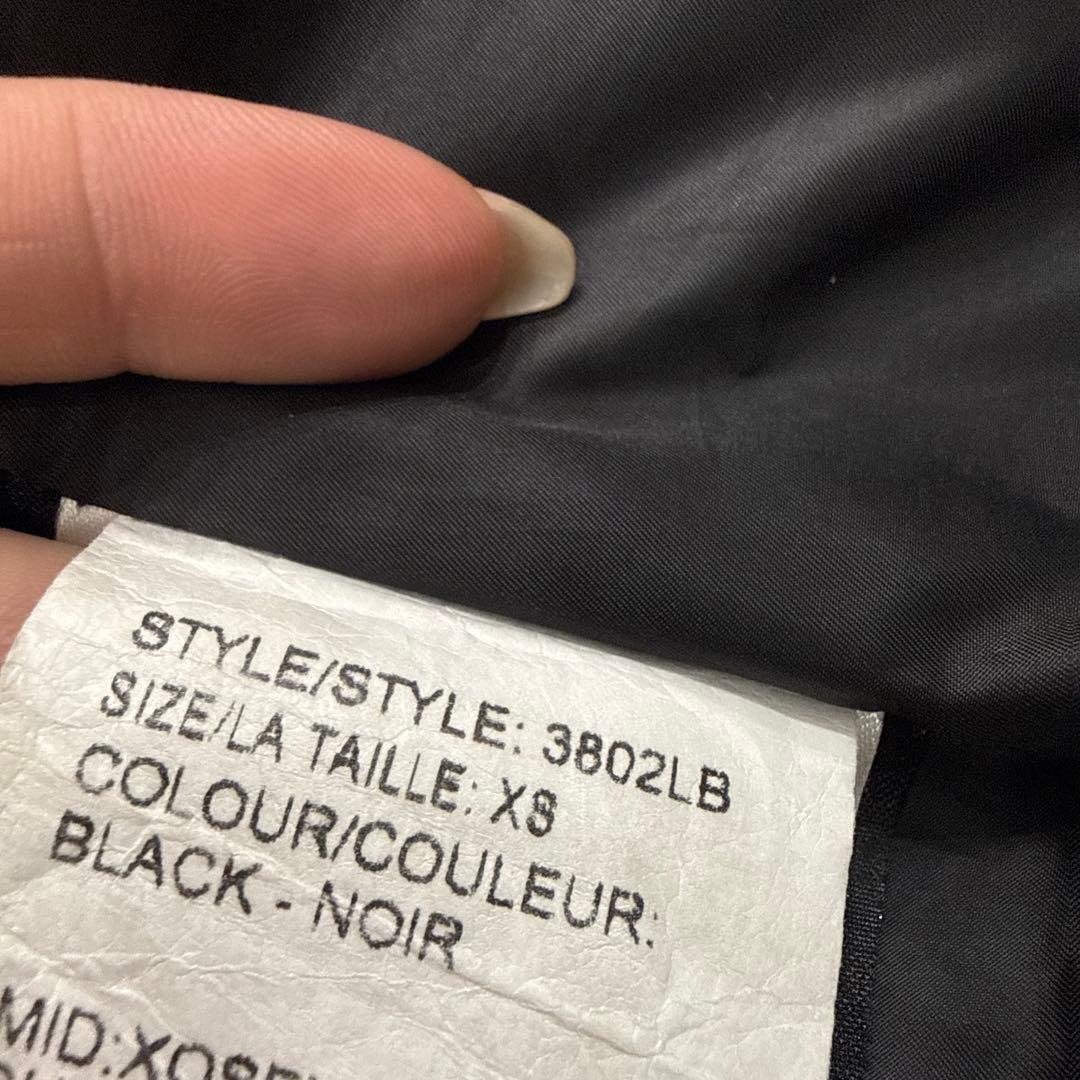 STYLE/STYLE: 3802LB
SIZE/LA TAILLE: XS
COLOUR/COULEUR:
BLACK - NOIR